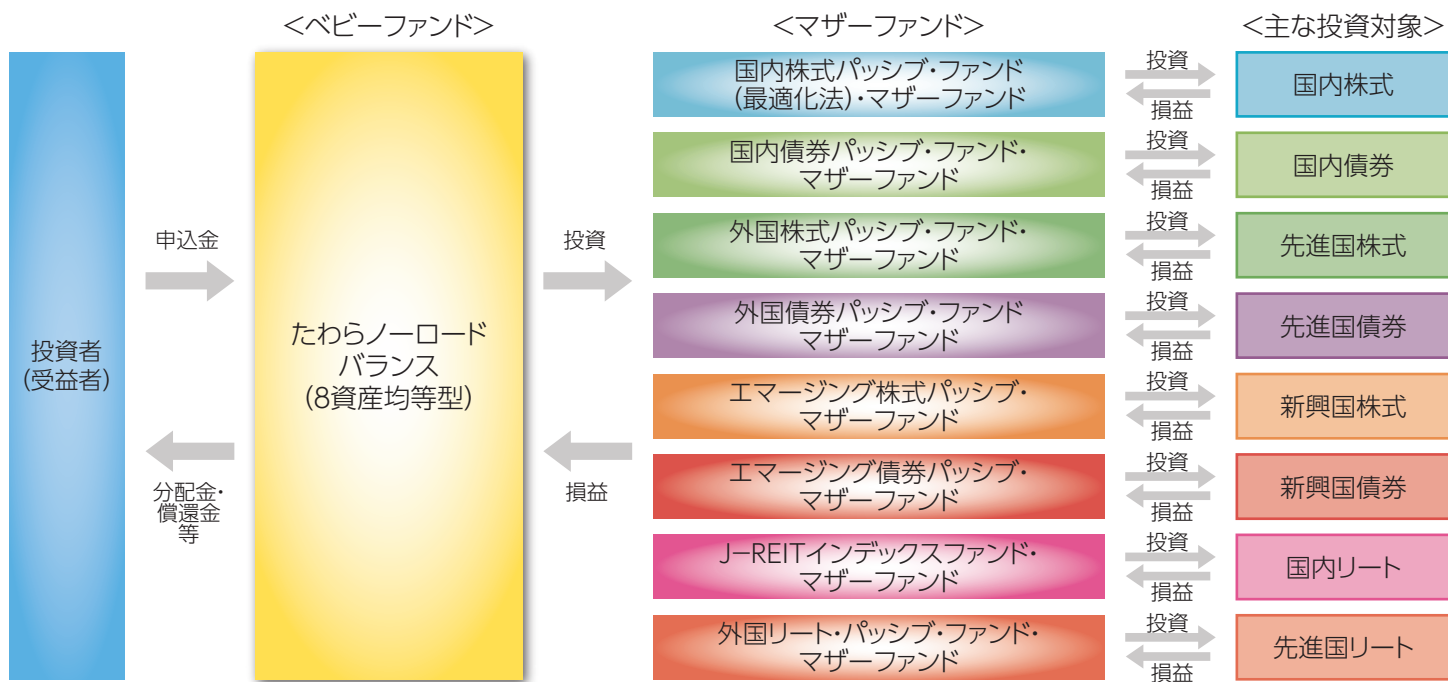 <ベビーファンド>
<マザーファンド>
<主な投資対象>
投資者
(受益者)
申込金
分配金・
償還金
等
たわらノーロード
バランス
(8資産均等型)
投資
損益
国内株式パッシブ・ファンド
(最適化法)・マザーファンド
投資
損益
国内株式
国内債券パッシブ・ファンド・
マザーファンド
投資
損益
国内債券
外国株式パッシブ・ファンド・
マザーファンド
投資
損益
先進国株式
外国債券パッシブ・ファンド
マザーファンド
投資
損益
先進国債券
エマージング株式パッシブ・
マザーファンド
投資
損益
新興国株式
エマージング債券パッシブ・
マザーファンド
投資
損益
新興国債券
J-REITインデックスファンド・
マザーファンド
投資
損益
国内リート
外国リート・パッシブ・ファンド・
マザーファンド
投資
損益
先進国リート